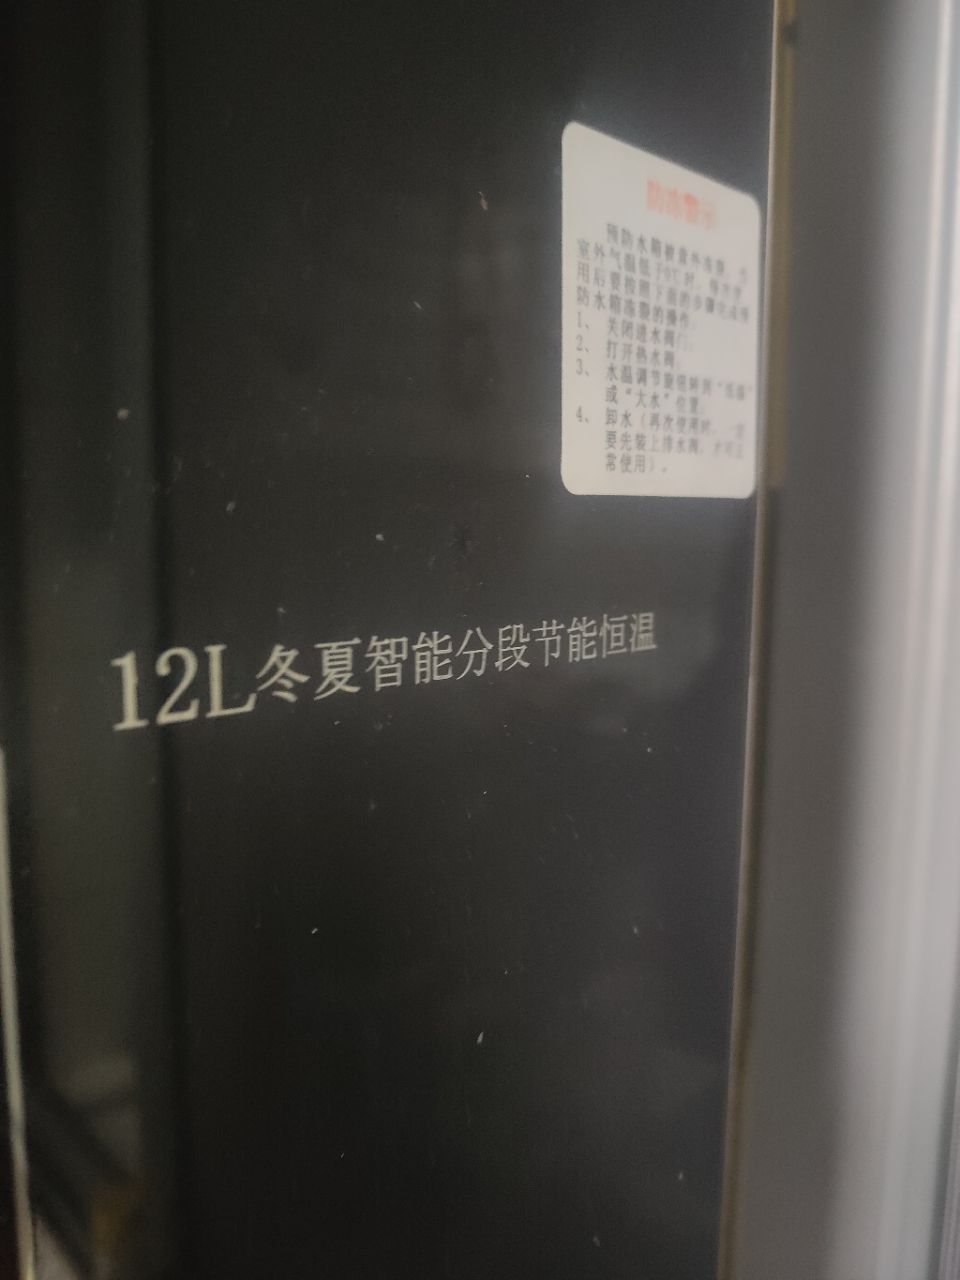 防冻警示
预防水箱被意外冻裂,当
室外气温低于0℃时,每次使
用后要按照下面的步骤完成预
防水箱冻裂的操作:
1、 关闭进水阀门;
2、 打开热水阀;
3、 水温调节旋钮转到“低温”
或“大水”位置;
4、 卸水(再次使用时,一定
要先装上排水阀,才可正
常使用)。
12L冬夏智能分段节能恒温